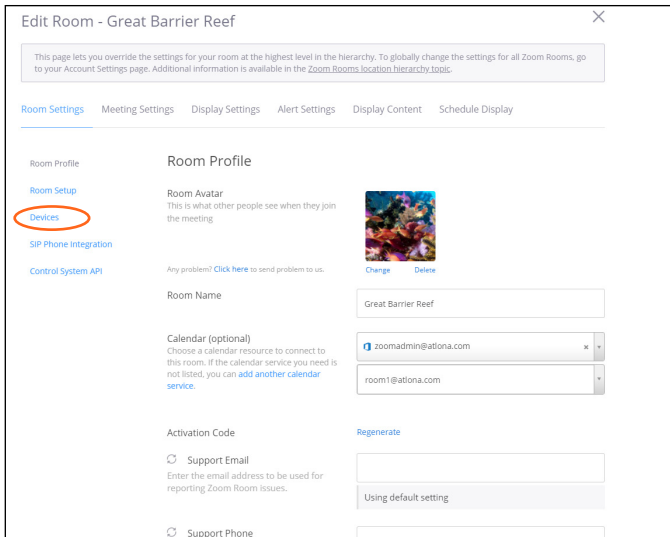 Edit Room - Great Barrier Reef
This page lets you override the settings for your room at the highest level in the hierarchy. To globally change the settings for all Zoom Rooms, go
to your Account Settings page. Additional information is available in the Zoom Rooms location hierarchy topic.
Room Settings Meeting Settings Display Settings Alert Settings Display Content Schedule Display
Room Profile
Room Setup
Devices
SIP Phone Integration
Control System API
Room Profile
Room Avatar
This is what other people see when they join
the meeting
Any problem? Click here to send problem to us.
Change Delete
Room Name
Great Barrier Reef
Calendar (optional)
Choose a calendar resource to connect to
this room. If the calendar service you need is
not listed, you can add another calendar
service.
zoomadmin@atlona.com
room1@atlona.com
Activation Code
Regenerate
Support Email
Enter the email address to be used for
reporting Zoom Room issues.
Using default setting
Support Phone